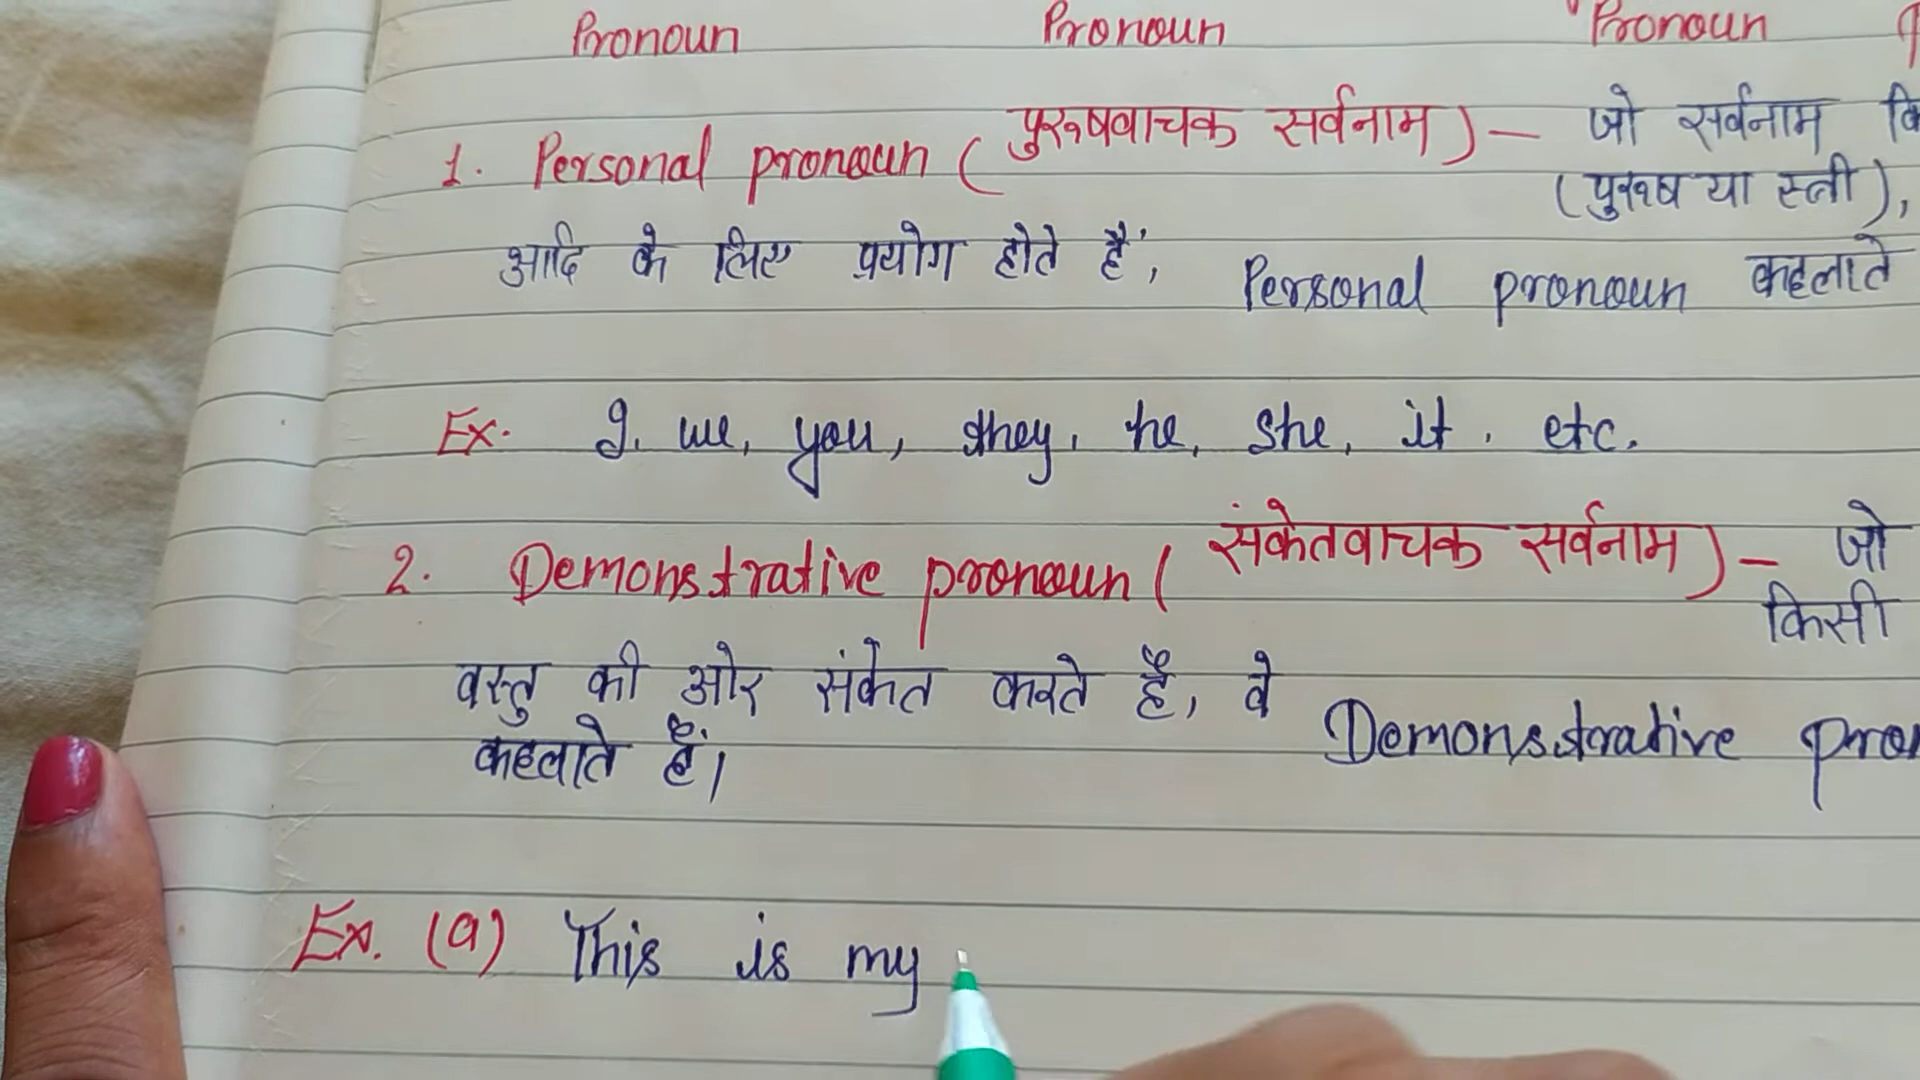 Pronoun Pronoun Pronoun
1. Personal pronoun (पुरुषवाचक सर्वनाम) — जो सर्वनाम
(पुरुष या स्त्री),
आदि के लिए प्रयोग होते हैं, Personal pronoun कहलाते
Ex. I, we, you, they, he, she, it, etc.
2. Demonstrative pronoun (संकेतवाचक सर्वनाम) — जो
किसी
वस्तु की ओर संकेत करते हैं, वे Demonstrative
कहलाते हैं।
Ex. (a) This is my